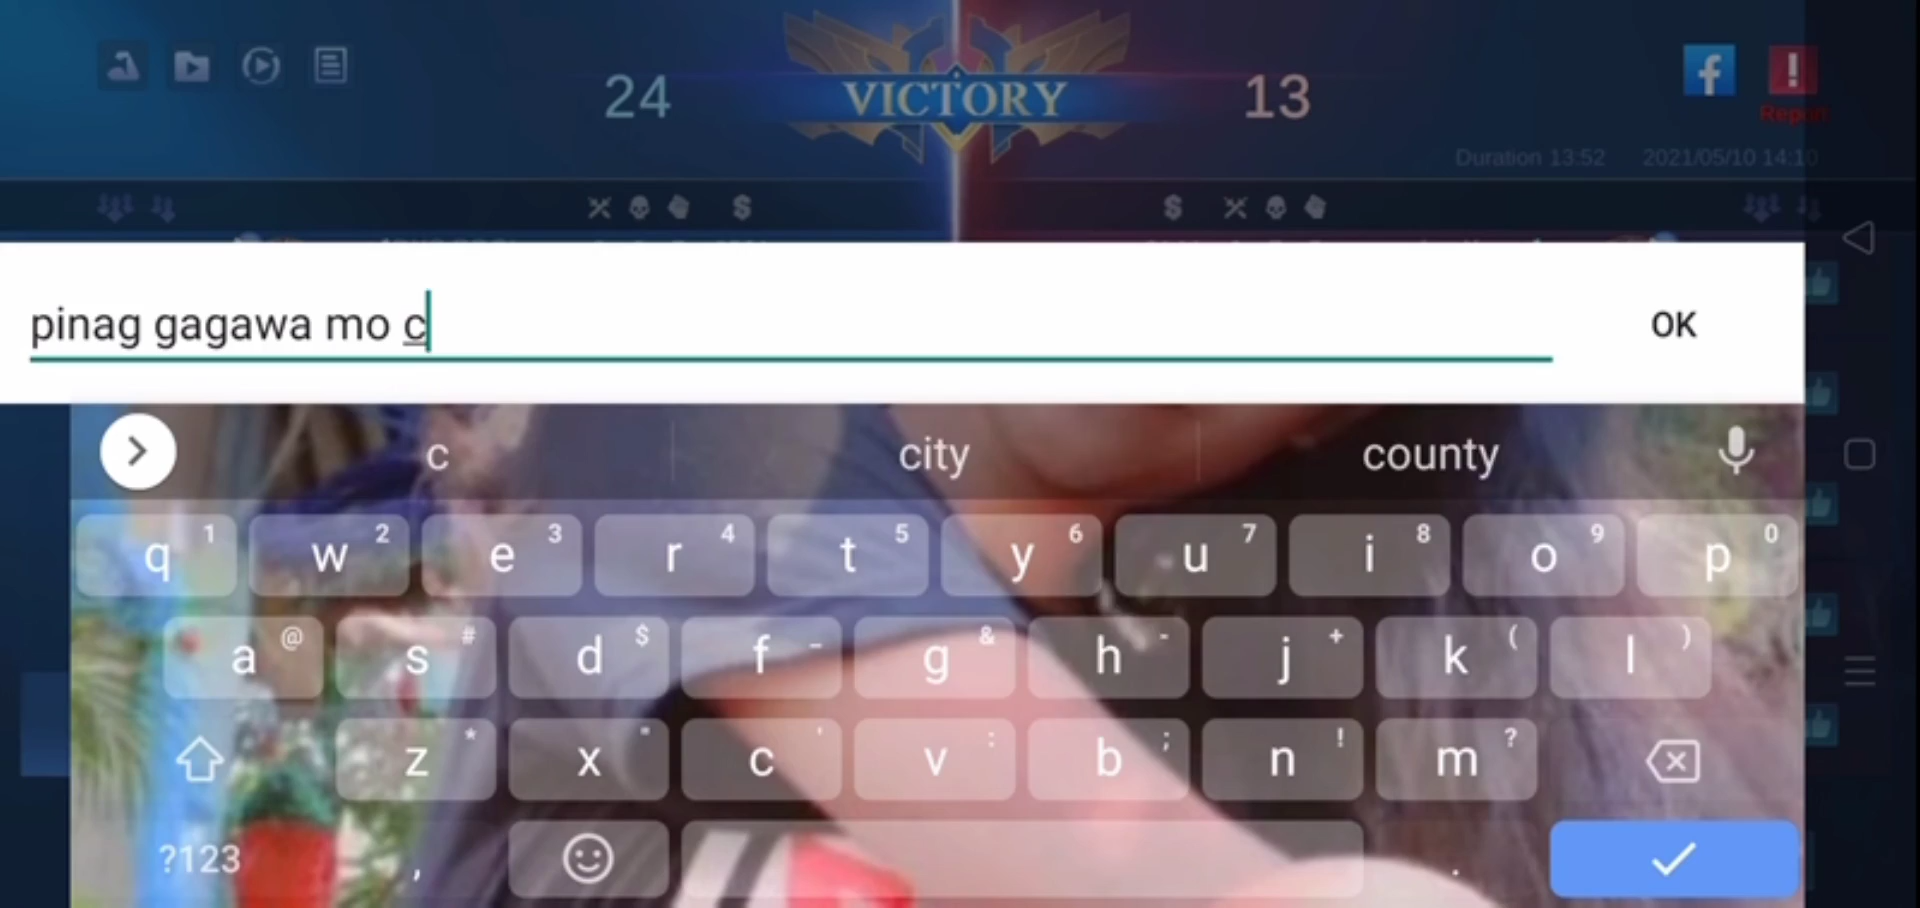 24 VICTORY 13
Report
Duration 13:52 2021/05/10 14:10
pinag gagawa mo c
OK
c city county
q 1 w 2 e 3 r 4 t 5 y 6 u 7 i 8 o 9 p 0
a @ s # d $ f _ g & h - j + k ( l )
z * x " c ' v : b ; n ! m ?
?123 , .